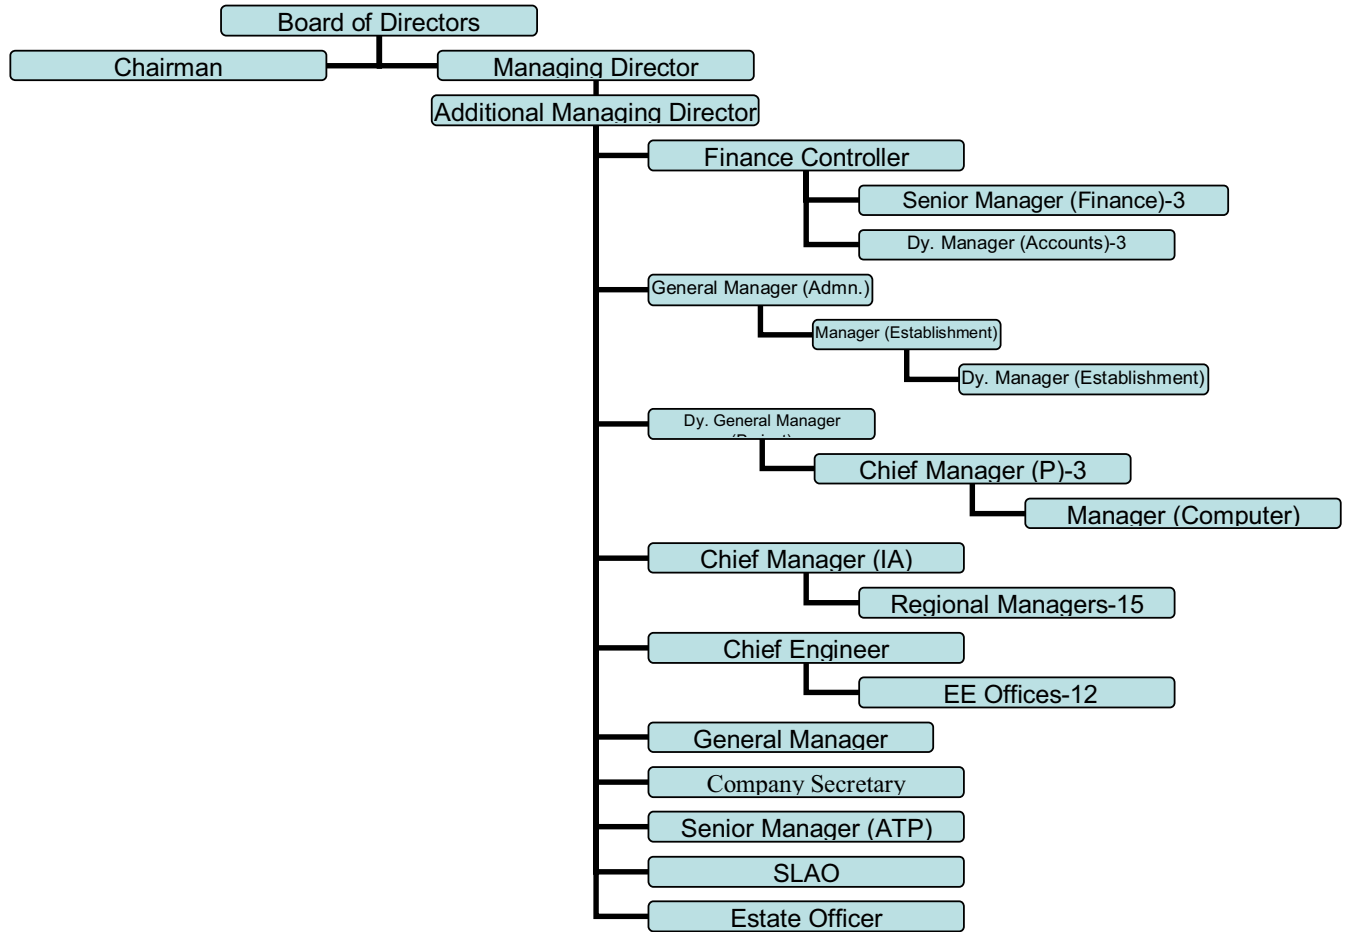 Board of Directors
Chairman
Managing Director
Additional Managing Director
Finance Controller
Senior Manager (Finance)-3
Dy. Manager (Accounts)-3
General Manager (Admn.)
Manager (Establishment)
Dy. Manager (Establishment)
Dy. General Manager
Chief Manager (P)-3
Manager (Computer)
Chief Manager (IA)
Regional Managers-15
Chief Engineer
EE Offices-12
General Manager
Company Secretary
Senior Manager (ATP)
SLAO
Estate Officer